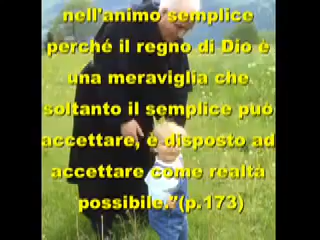 nell'animo semplice
perché il regno di Dio è
una meraviglia che
soltanto il semplice può
accettare, è disposto ad
accettare come realtà
possibile."(p.173)